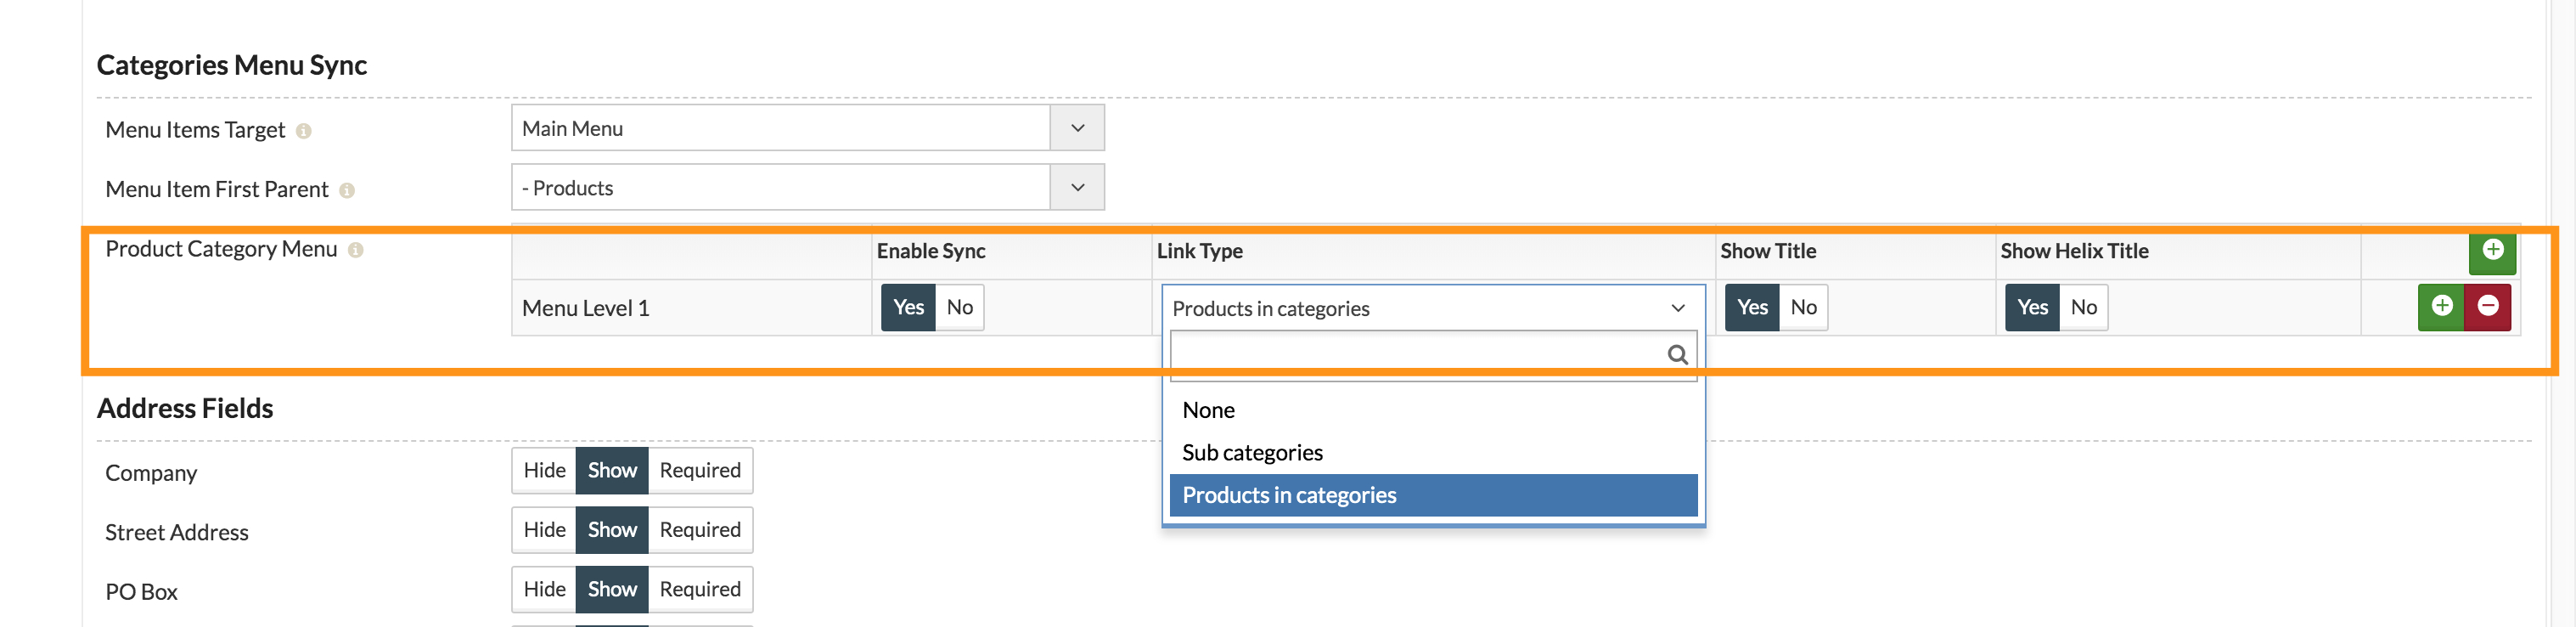 Categories Menu Sync
Menu Items Target
Main Menu
Menu Item First Parent
- Products
Product Category Menu
Enable Sync Link Type Show Title Show Helix Title
Menu Level 1 Yes No Products in categories Yes No Yes No
None
Sub categories
Products in categories
Address Fields
Company Hide Show Required
Street Address Hide Show Required
PO Box Hide Show Required